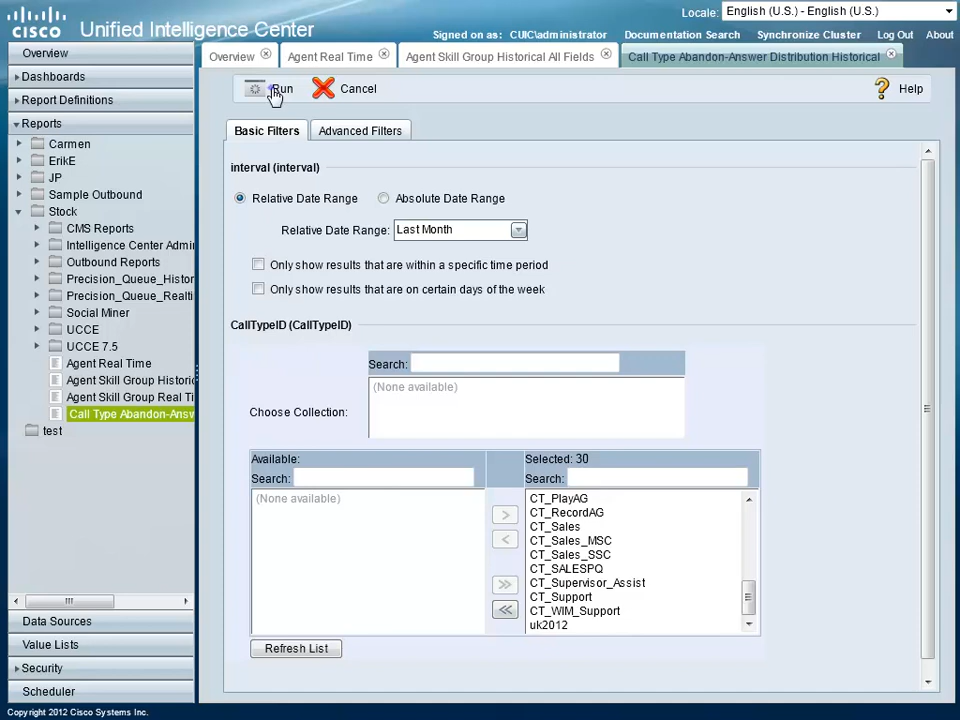 CISCO
Unified Intelligence Center
Locale: English (U.S.) - English (U.S.)
Signed on as: CUIC\administrator Documentation Search Synchronize Cluster Log Out About
Overview
Dashboards
Report Definitions
Reports
Carmen
ErikE
JP
Sample Outbound
Stock
CMS Reports
Intelligence Center Admin
Outbound Reports
Precision_Queue_Histor
Precision_Queue_Realti
Social Miner
UCCE
UCCE 7.5
Agent Real Time
Agent Skill Group Historic
Agent Skill Group Real Ti
Call Type Abandon-Answ
test
Data Sources
Value Lists
Security
Scheduler
Overview Agent Real Time Agent Skill Group Historical All Fields Call Type Abandon-Answer Distribution Historical
Run Cancel Help
Basic Filters Advanced Filters
interval (interval)
Relative Date Range Absolute Date Range
Relative Date Range: Last Month
Only show results that are within a specific time period
Only show results that are on certain days of the week
CallTypeID (CallTypeID)
Search:
(None available)
Choose Collection:
Available:
Search:
(None available)
Selected: 30
Search:
CT_PlayAG
CT_RecordAG
CT_Sales
CT_Sales_MSC
CT_Sales_SSC
CT_SALESPQ
CT_Supervisor_Assist
CT_Support
CT_WIM_Support
uk2012
> 
<
>>
<<
Refresh List
Copyright 2012 Cisco Systems Inc.